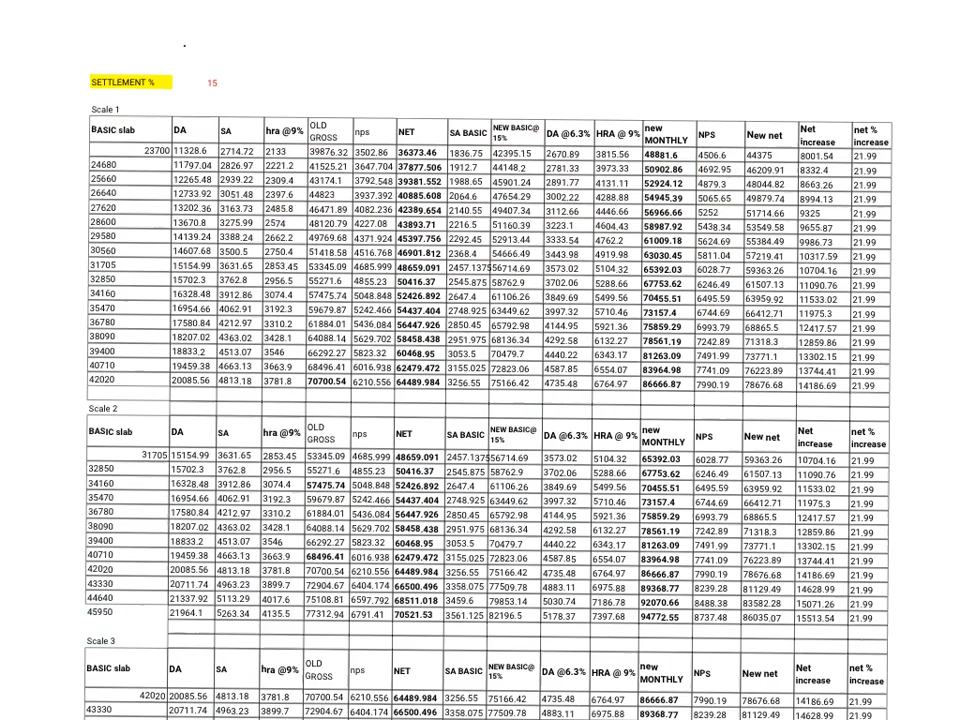 SETTLEMENT % 15
Scale 1
BASIC slab DA SA hra @9% OLD GROSS nps NET SA BASIC NEW BASIC@ 15% DA @6.3% HRA @ 9% new MONTHLY NPS New net Net increase net % increase
23700 11328.6 2714.72 2133 39876.32 3502.86 36373.46 1836.75 42395.15 2670.89 3815.56 48881.6 4506.6 44375 8001.54 21.99
24680 11797.04 2826.97 2221.2 41525.21 3647.704 37877.506 1912.7 44148.2 2781.33 3973.33 50902.86 4692.95 46209.91 8332.4 21.99
25660 12265.48 2939.22 2309.4 43174.1 3792.548 39381.552 1988.65 45901.24 2891.77 4131.11 52924.12 4879.3 48044.82 8663.26 21.99
26640 12733.92 3051.48 2397.6 44823 3937.392 40885.608 2064.6 47654.29 3002.22 4288.88 54945.39 5065.65 49879.74 8994.13 21.99
27620 13202.36 3163.73 2485.8 46471.89 4082.236 42389.654 2140.55 49407.34 3112.66 4446.66 56966.66 5252 51714.66 9325 21.99
28600 13670.8 3275.99 2574 48120.79 4227.08 43893.71 2216.5 51160.39 3223.1 4604.43 58987.92 5438.34 53549.58 9655.87 21.99
29580 14139.24 3388.24 2662.2 49769.68 4371.924 45397.756 2292.45 52913.44 3333.54 4762.2 61009.18 5624.69 55384.49 9986.73 21.99
30560 14607.68 3500.5 2750.4 51418.58 4516.768 46901.812 2368.4 54666.49 3443.98 4919.98 63030.45 5811.04 57219.41 10317.59 21.99
31705 15154.99 3631.65 2853.45 53345.09 4685.999 48659.091 2457.1375 56714.69 3573.02 5104.32 65392.03 6028.77 59363.26 10704.16 21.99
32850 15702.3 3762.8 2956.5 55271.6 4855.23 50416.37 2545.875 58762.9 3702.06 5288.66 67753.62 6246.49 61507.13 11090.76 21.99
34160 16328.48 3912.86 3074.4 57475.74 5048.848 52426.892 2647.4 61106.26 3849.69 5499.56 70455.51 6495.59 63959.92 11533.02 21.99
35470 16954.66 4062.91 3192.3 59679.87 5242.466 54437.404 2748.925 63449.62 3997.32 5710.46 73157.4 6744.69 66412.71 11975.3 21.99
36780 17580.84 4212.97 3310.2 61884.01 5436.084 56447.926 2850.45 65792.98 4144.95 5921.36 75859.29 6993.79 68865.5 12417.57 21.99
38090 18207.02 4363.02 3428.1 64088.14 5629.702 58458.438 2951.975 68136.34 4292.58 6132.27 78561.19 7242.89 71318.3 12859.86 21.99
39400 18833.2 4513.07 3546 66292.27 5823.32 60468.95 3053.5 70479.7 4440.22 6343.17 81263.09 7491.99 73771.1 13302.15 21.99
40710 19459.38 4663.13 3663.9 68496.41 6016.938 62479.472 3155.025 72823.06 4587.85 6554.07 83964.98 7741.09 76223.89 13744.41 21.99
42020 20085.56 4813.18 3781.8 70700.54 6210.556 64489.984 3256.55 75166.42 4735.48 6764.97 86666.87 7990.19 78676.68 14186.69 21.99
Scale 2
BASIC slab DA SA hra @9% OLD GROSS nps NET SA BASIC NEW BASIC@ 15% DA @6.3% HRA @ 9% new MONTHLY NPS New net Net increase net % increase
31705 15154.99 3631.65 2853.45 53345.09 4685.999 48659.091 2457.1375 56714.69 3573.02 5104.32 65392.03 6028.77 59363.26 10704.16 21.99
32850 15702.3 3762.8 2956.5 55271.6 4855.23 50416.37 2545.875 58762.9 3702.06 5288.66 67753.62 6246.49 61507.13 11090.76 21.99
34160 16328.48 3912.86 3074.4 57475.74 5048.848 52426.892 2647.4 61106.26 3849.69 5499.56 70455.51 6495.59 63959.92 11533.02 21.99
35470 16954.66 4062.91 3192.3 59679.87 5242.466 54437.404 2748.925 63449.62 3997.32 5710.46 73157.4 6744.69 66412.71 11975.3 21.99
36780 17580.84 4212.97 3310.2 61884.01 5436.084 56447.926 2850.45 65792.98 4144.95 5921.36 75859.29 6993.79 68865.5 12417.57 21.99
38090 18207.02 4363.02 3428.1 64088.14 5629.702 58458.438 2951.975 68136.34 4292.58 6132.27 78561.19 7242.89 71318.3 12859.86 21.99
39400 18833.2 4513.07 3546 66292.27 5823.32 60468.95 3053.5 70479.7 4440.22 6343.17 81263.09 7491.99 73771.1 13302.15 21.99
40710 19459.38 4663.13 3663.9 68496.41 6016.938 62479.472 3155.025 72823.06 4587.85 6554.07 83964.98 7741.09 76223.89 13744.41 21.99
42020 20085.56 4813.18 3781.8 70700.54 6210.556 64489.984 3256.55 75166.42 4735.48 6764.97 86666.87 7990.19 78676.68 14186.69 21.99
43330 20711.74 4963.23 3899.7 72904.67 6404.174 66500.496 3358.075 77509.78 4883.11 6975.88 89368.77 8239.28 81129.49 14628.99 21.99
44640 21337.92 5113.29 4017.6 75108.81 6597.792 68511.018 3459.6 79853.14 5030.74 7186.78 92070.66 8488.38 83582.28 15071.26 21.99
45950 21964.1 5263.34 4135.5 77312.94 6791.41 70521.53 3561.125 82196.5 5178.37 7397.68 94772.55 8737.48 86035.07 15513.54 21.99
Scale 3
BASIC slab DA SA hra @9% OLD GROSS nps NET SA BASIC NEW BASIC@ 15% DA @6.3% HRA @ 9% new MONTHLY NPS New net Net increase net % increase
42020 20085.56 4813.18 3781.8 70700.54 6210.556 64489.984 3256.55 75166.42 4735.48 6764.97 86666.87 7990.19 78676.68 14186.69 21.99
43330 20711.74 4963.23 3899.7 72904.67 6404.174 66500.496 3358.075 77509.78 4883.11 6975.88 89368.77 8239.28 81129.49 14628.99 21.99